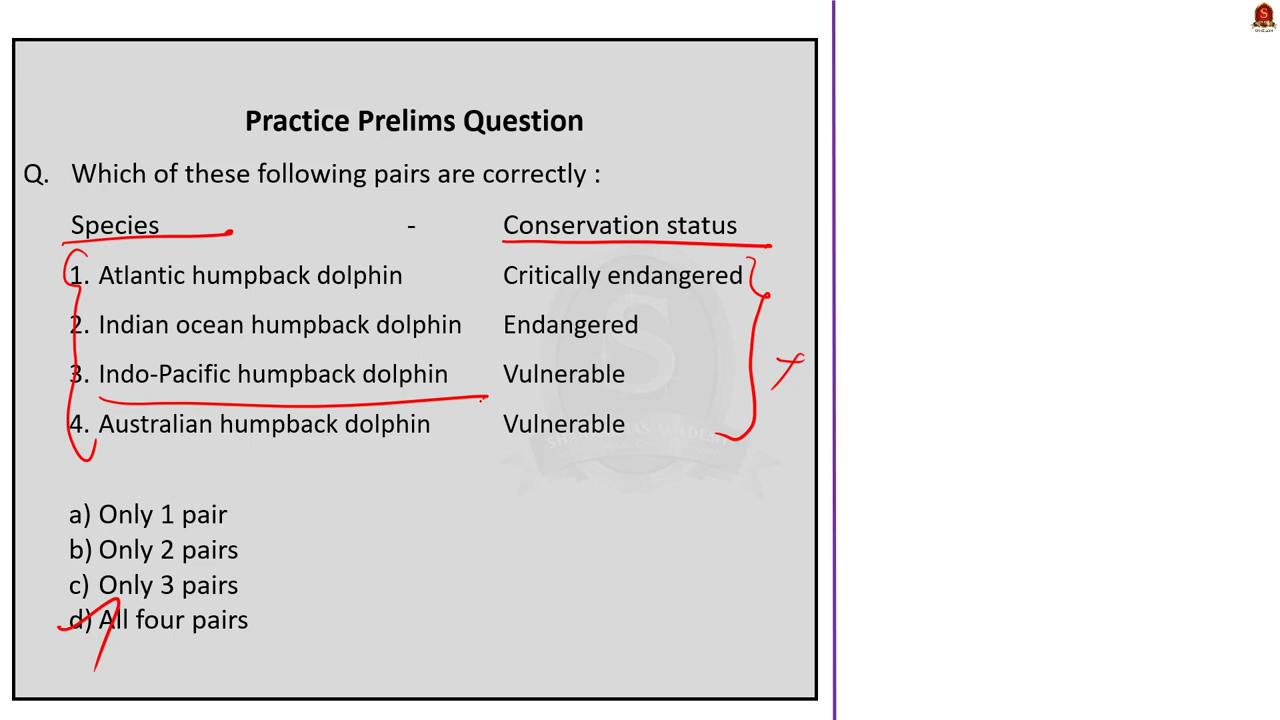 Practice Prelims Question
Q. Which of these following pairs are correctly :
Species - Conservation status
1. Atlantic humpback dolphin Critically endangered
2. Indian ocean humpback dolphin Endangered
3. Indo-Pacific humpback dolphin Vulnerable
4. Australian humpback dolphin Vulnerable
a) Only 1 pair
b) Only 2 pairs
c) Only 3 pairs
d) All four pairs